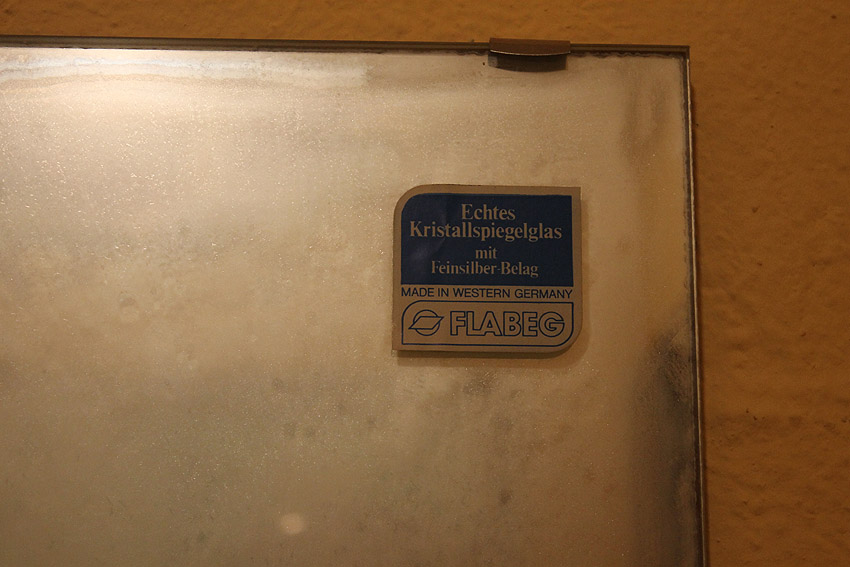 Echtes
Kristallspiegelglas
mit
Feinsilber-Belag
MADE IN WESTERN GERMANY
FLABEG